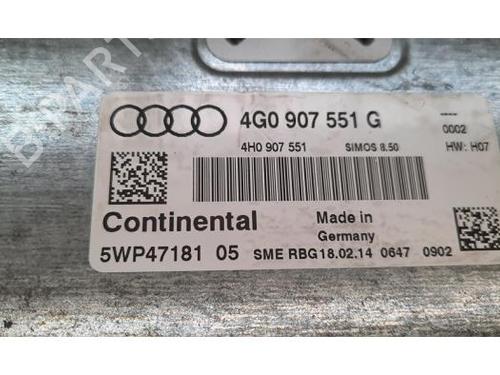 4G0 907 551 G
0002
4H0 907 551 SIMOS 8.50 HW: H07
Continental Made in
Germany
5WP47181 05 SME RBG18.02.14 0647 0902
B-PARTS